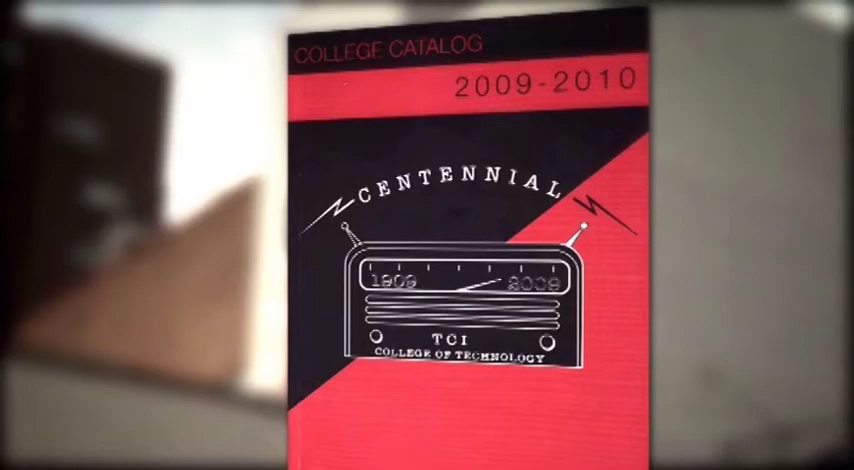 COLLEGE CATALOG
2009-2010
CENTENNIAL
1909 2009
TCI
COLLEGE OF TECHNOLOGY